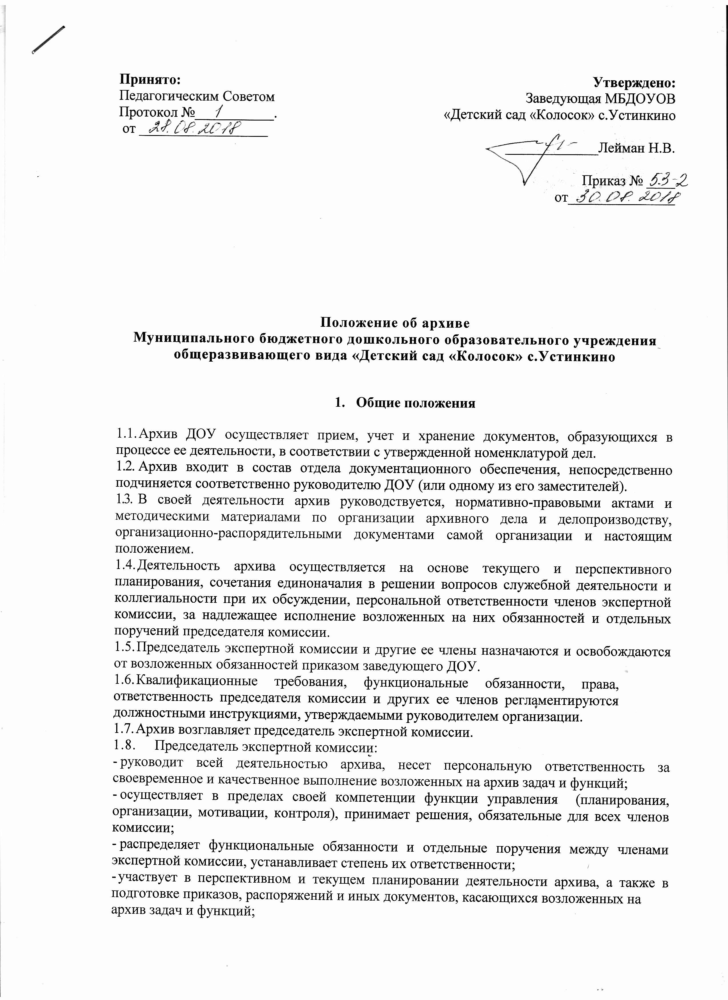 Принято:
Педагогическим Советом
Протокол № 1.
от 28.08.2018
Утверждено:
Заведующая МБДОУОВ
«Детский сад «Колосок» с.Устинкино
Лейман Н.В.
Приказ № 53-2
от 30.08.2018
Положение об архиве
Муниципального бюджетного дошкольного образовательного учреждения
общеразвивающего вида «Детский сад «Колосок» с.Устинкино
1. Общие положения
1.1.Архив ДОУ осуществляет прием, учет и хранение документов, образующихся в
процессе ее деятельности, в соответствии с утвержденной номенклатурой дел.
1.2. Архив входит в состав отдела документационного обеспечения, непосредственно
подчиняется соответственно руководителю ДОУ (или одному из его заместителей).
1.3. В своей деятельности архив руководствуется, нормативно-правовыми актами и
методическими материалами по организации архивного дела и делопроизводству,
организационно-распорядительными документами самой организации и настоящим
положением.
1.4.Деятельность архива осуществляется на основе текущего и перспективного
планирования, сочетания единоначалия в решении вопросов служебной деятельности и
коллегиальности при их обсуждении, персональной ответственности членов экспертной
комиссии, за надлежащее исполнение возложенных на них обязанностей и отдельных
поручений председателя комиссии.
1.5.Председатель экспертной комиссии и другие ее члены назначаются и освобождаются
от возложенных обязанностей приказом заведующего ДОУ.
1.6.Квалификационные требования, функциональные обязанности, права,
ответственность председателя комиссии и других ее членов регламентируются
должностными инструкциями, утверждаемыми руководителем организации.
1.7.Архив возглавляет председатель экспертной комиссии.
1.8. Председатель экспертной комиссии:
- руководит всей деятельностью архива, несет персональную ответственность за
своевременное и качественное выполнение возложенных на архив задач и функций;
- осуществляет в пределах своей компетенции функции управления (планирования,
организации, мотивации, контроля), принимает решения, обязательные для всех членов
комиссии;
- распределяет функциональные обязанности и отдельные поручения между членами
экспертной комиссии, устанавливает степень их ответственности;
-участвует в перспективном и текущем планировании деятельности архива, а также в
подготовке приказов, распоряжений и иных документов, касающихся возложенных на
архив задач и функций;